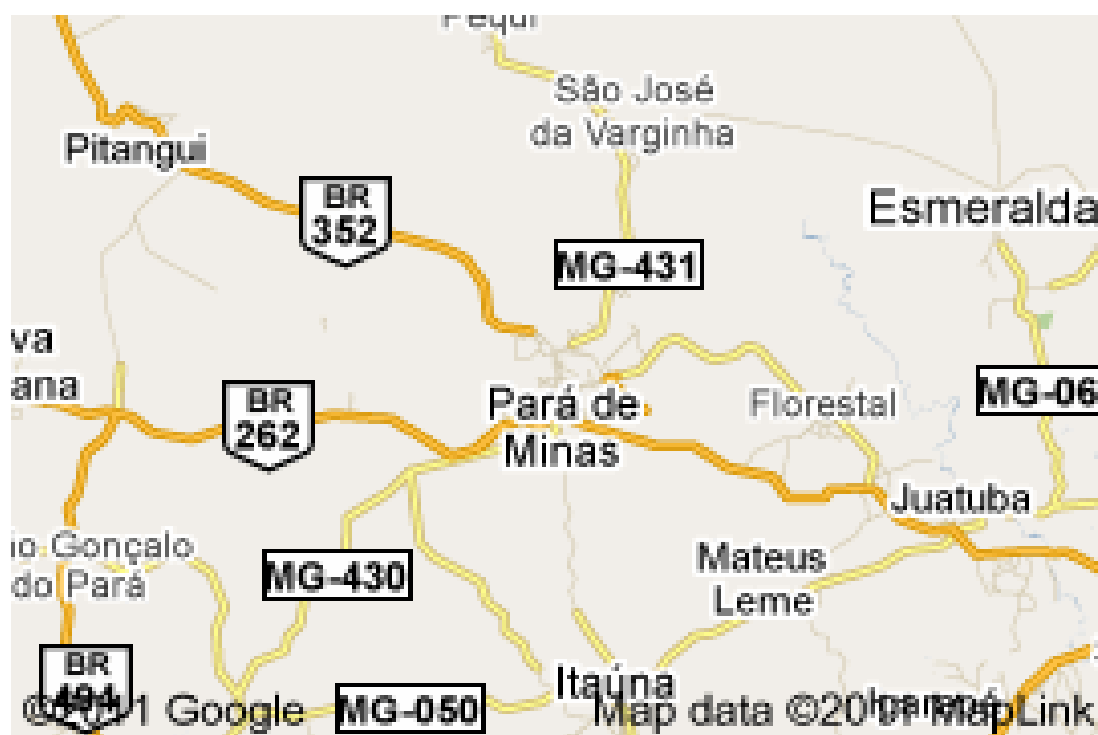 Pequi
São José
da Varginha
Pitangui
BR
352
Esmeralda
MG-431
va
ana
BR
262
Pará de
Minas
Florestal
MG-06
Juatuba
io Gonçalo
do Pará
MG-430
Mateus
Leme
BR
494
Itaúna
MG-050
Igarapé
©2011 Google
Map data ©2011 MapLink